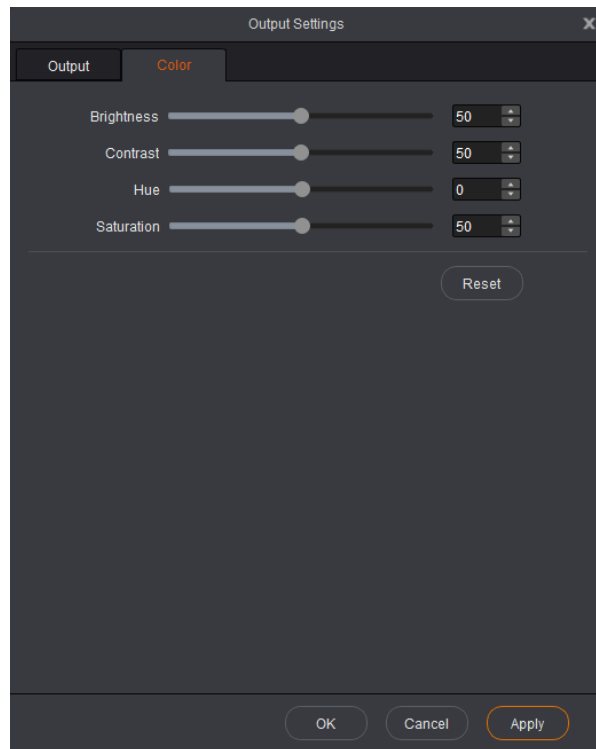 Output Settings
Output Color
Brightness 50
Contrast 50
Hue 0
Saturation 50
Reset
OK Cancel Apply